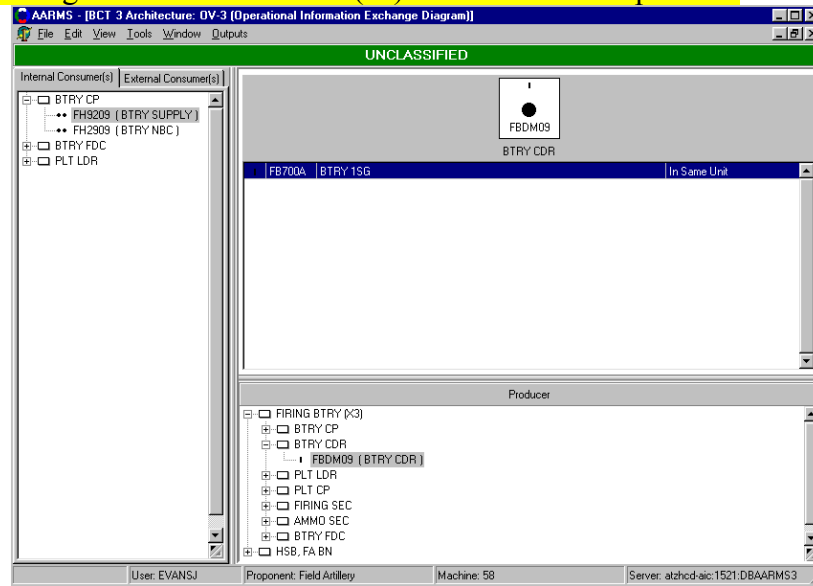 AARMS - [BCT 3 Architecture: OV-3 (Operational Information Exchange Diagram)]
File Edit View Tools Window Outputs
UNCLASSIFIED
Internal Consumer(s) External Consumer(s)
BTRY CP
FH9209 ( BTRY SUPPLY )
FH2909 ( BTRY NBC )
BTRY FDC
PLT LDR
FBDM09
BTRY CDR
FB700A BTRY 1SG In Same Unit
Producer
FIRING BTRY (X3)
BTRY CP
BTRY CDR
FBDM09 ( BTRY CDR )
PLT LDR
PLT CP
FIRING SEC
AMMO SEC
BTRY FDC
HSB, FA BN
User: EVANSJ Proponent: Field Artillery Machine: 58 Server: atzhcd-aic:1521:DBAARMS3